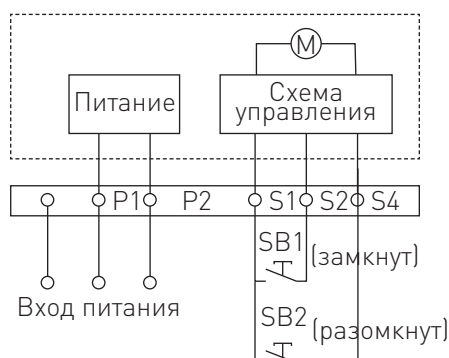 M
Питание
Схема
управления
P1 P2 S1 S2 S4
SB1
(замкнут)
Вход питания
SB2
(разомкнут)